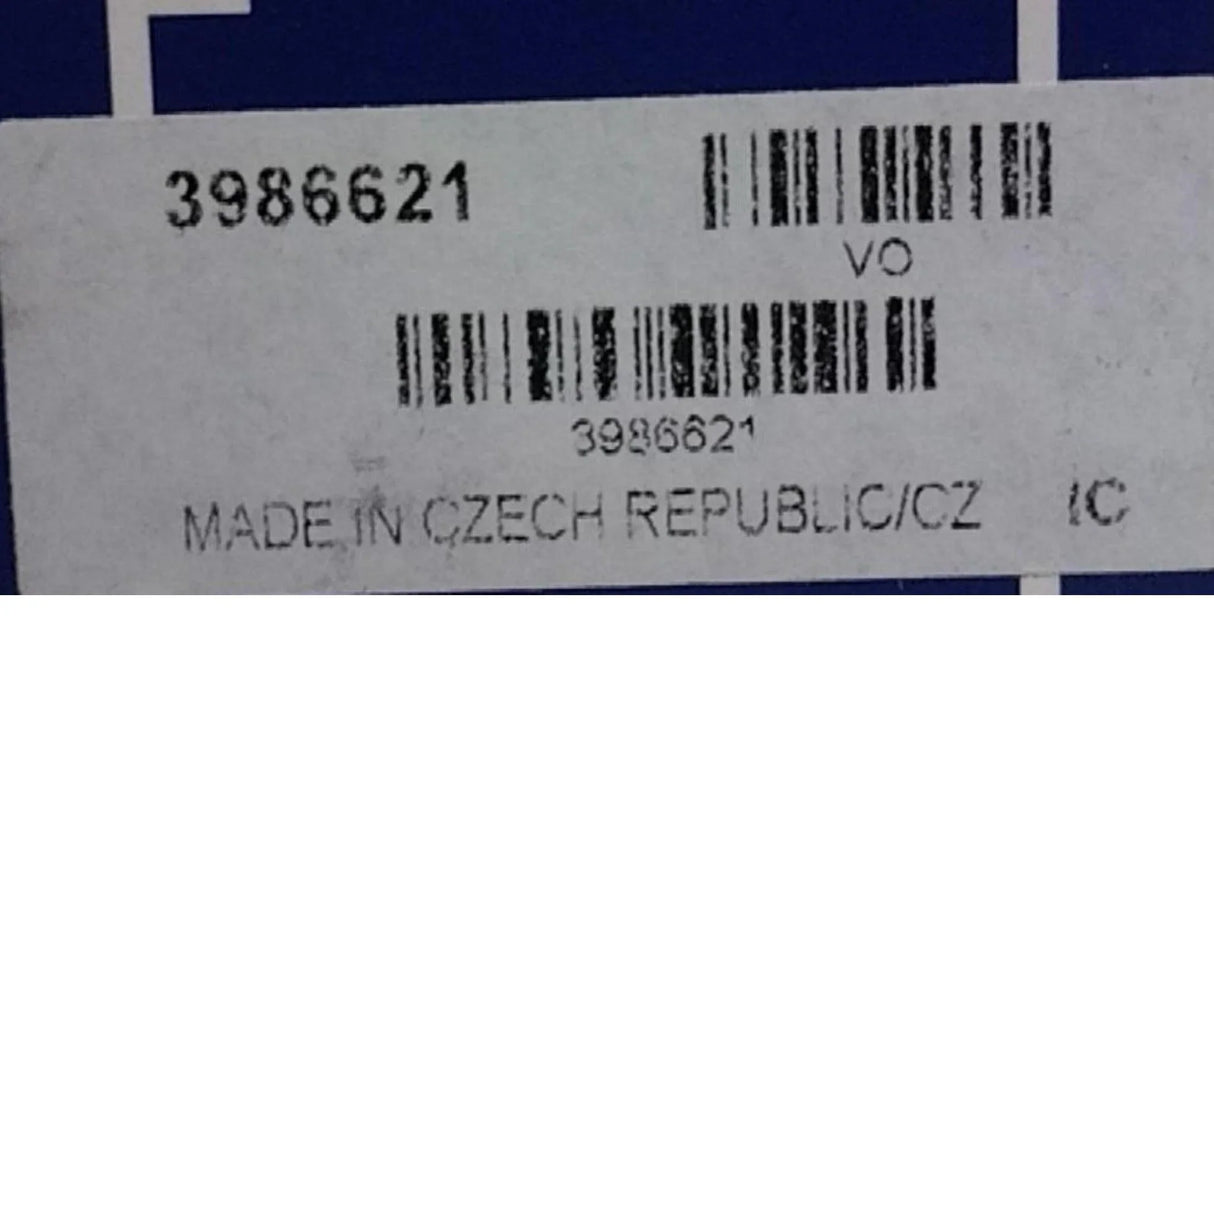 3986621
VO
3986621
MADE IN CZECH REPUBLIC/CZ IC